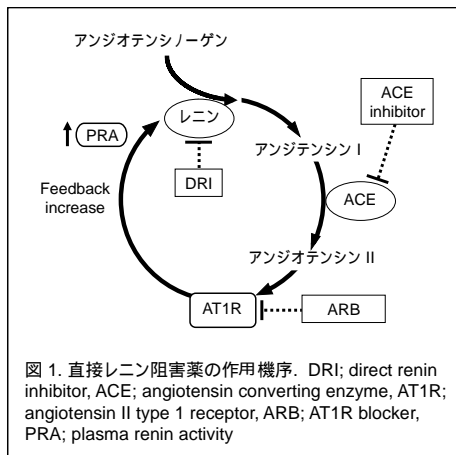 アンジオテンシノーゲン
ACE
inhibitor
レニン
PRA
アンジテンシン I
Feedback
increase
DRI
ACE
アンジオテンシン II
AT1R
ARB
図 1. 直接レニン阻害薬の作用機序. DRI; direct renin
inhibitor, ACE; angiotensin converting enzyme, AT1R;
angiotensin II type 1 receptor, ARB; AT1R blocker,
PRA; plasma renin activity